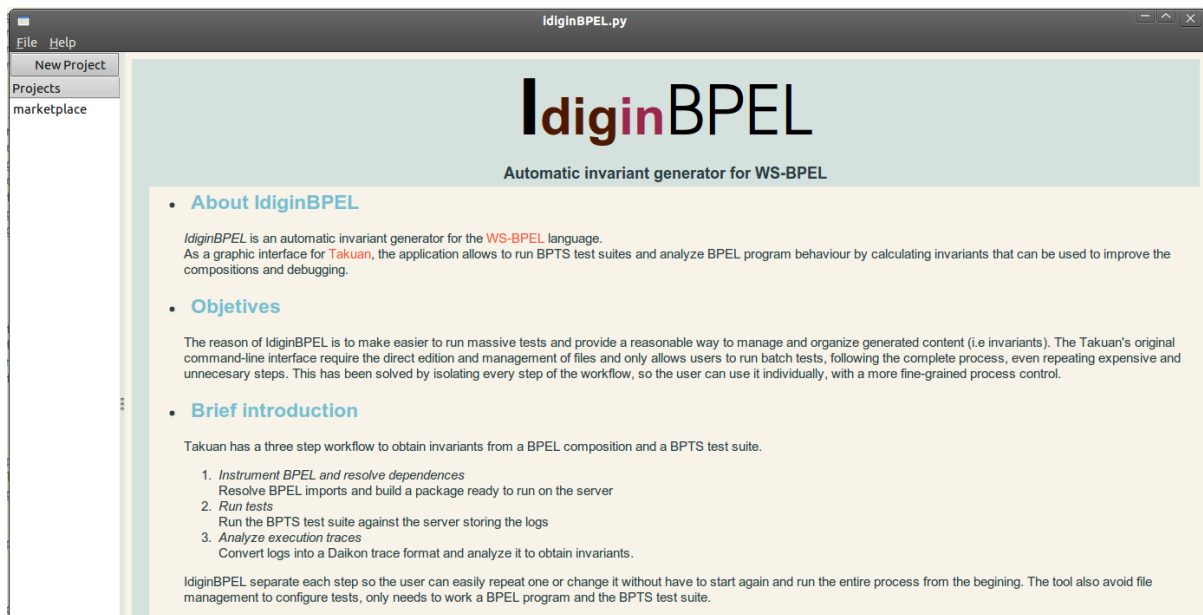 idiginBPEL.py
File Help
New Project
Projects
marketplace
IdiginBPEL
Automatic invariant generator for WS-BPEL
About IdiginBPEL
IdiginBPEL is an automatic invariant generator for the WS-BPEL language.
As a graphic interface for Takuan, the application allows to run BPTS test suites and analyze BPEL program behaviour by calculating invariants that can be used to improve the
compositions and debugging.
Objetives
The reason of IdiginBPEL is to make easier to run massive tests and provide a reasonable way to manage and organize generated content (i.e invariants). The Takuan's original
command-line interface require the direct edition and management of files and only allows users to run batch tests, following the complete process, even repeating expensive and
unnecesary steps. This has been solved by isolating every step of the workflow, so the user can use it individually, with a more fine-grained process control.
Brief introduction
Takuan has a three step workflow to obtain invariants from a BPEL composition and a BPTS test suite.
1. Instrument BPEL and resolve dependences
Resolve BPEL imports and build a package ready to run on the server
2. Run tests
Run the BPTS test suite against the server storing the logs
3. Analyze execution traces
Convert logs into a Daikon trace format and analyze it to obtain invariants.
IdiginBPEL separate each step so the user can easily repeat one or change it without have to start again and run the entire process from the begining. The tool also avoid file
management to configure tests, only needs to work a BPEL program and the BPTS test suite.